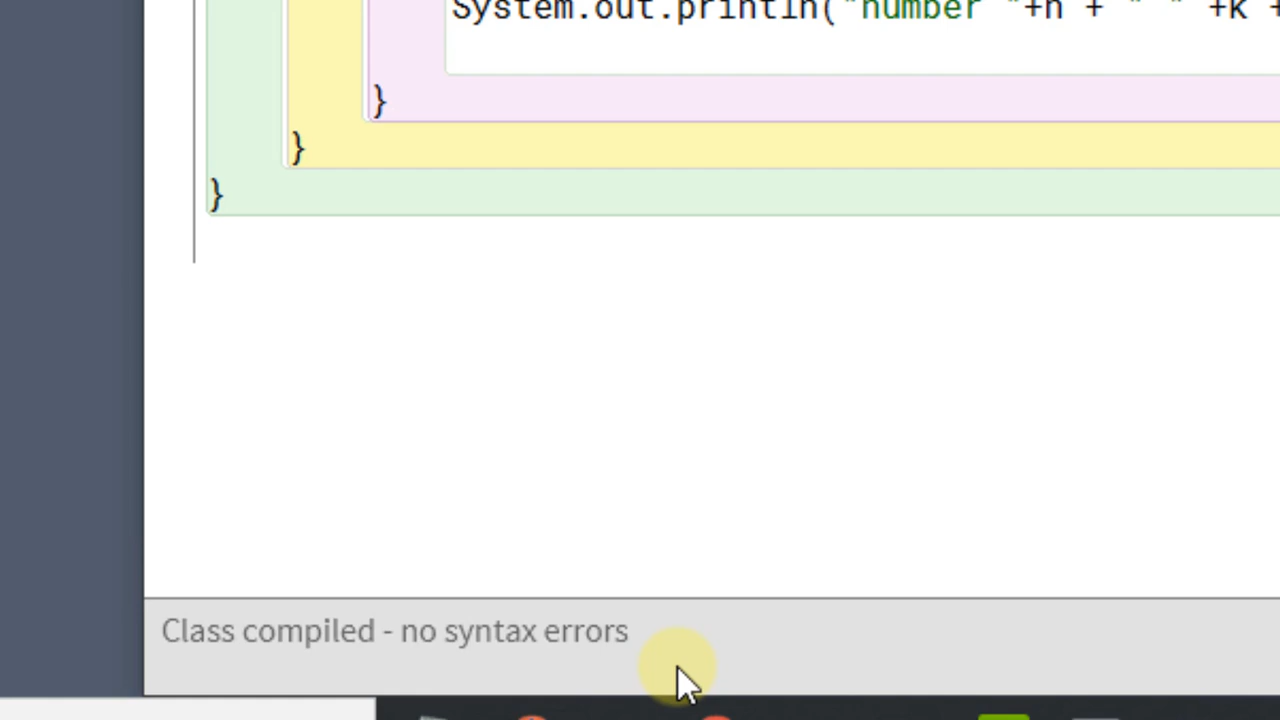 System.out.println("number "+n + " " +k +
}
}
}
Class compiled - no syntax errors